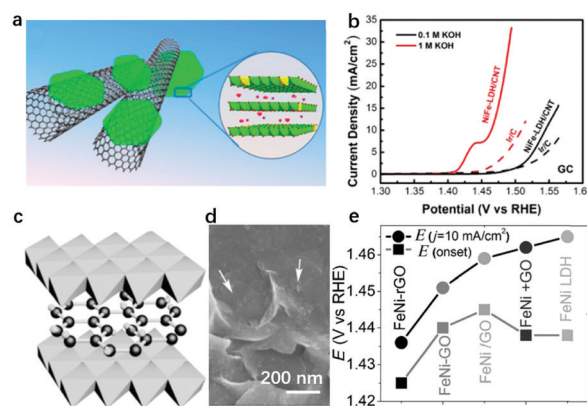 a
b
Current Density (mA/cm²)
35
30
25
20
15
10
5
0
0.1 M KOH
1 M KOH
NiFe-LDH/CNT
Ir/C
NiFe-LDH/CNT
Ir/C
GC
1.30 1.35 1.40 1.45 1.50 1.55 1.60
Potential (V vs RHE)
c
d
200 nm
e
E (V vs RHE)
1.46
1.45
1.44
1.43
1.42
E (j=10 mA/cm²)
E (onset)
FeNi-rGO
FeNi-GO
FeNi /GO
FeNi +GO
FeNi LDH